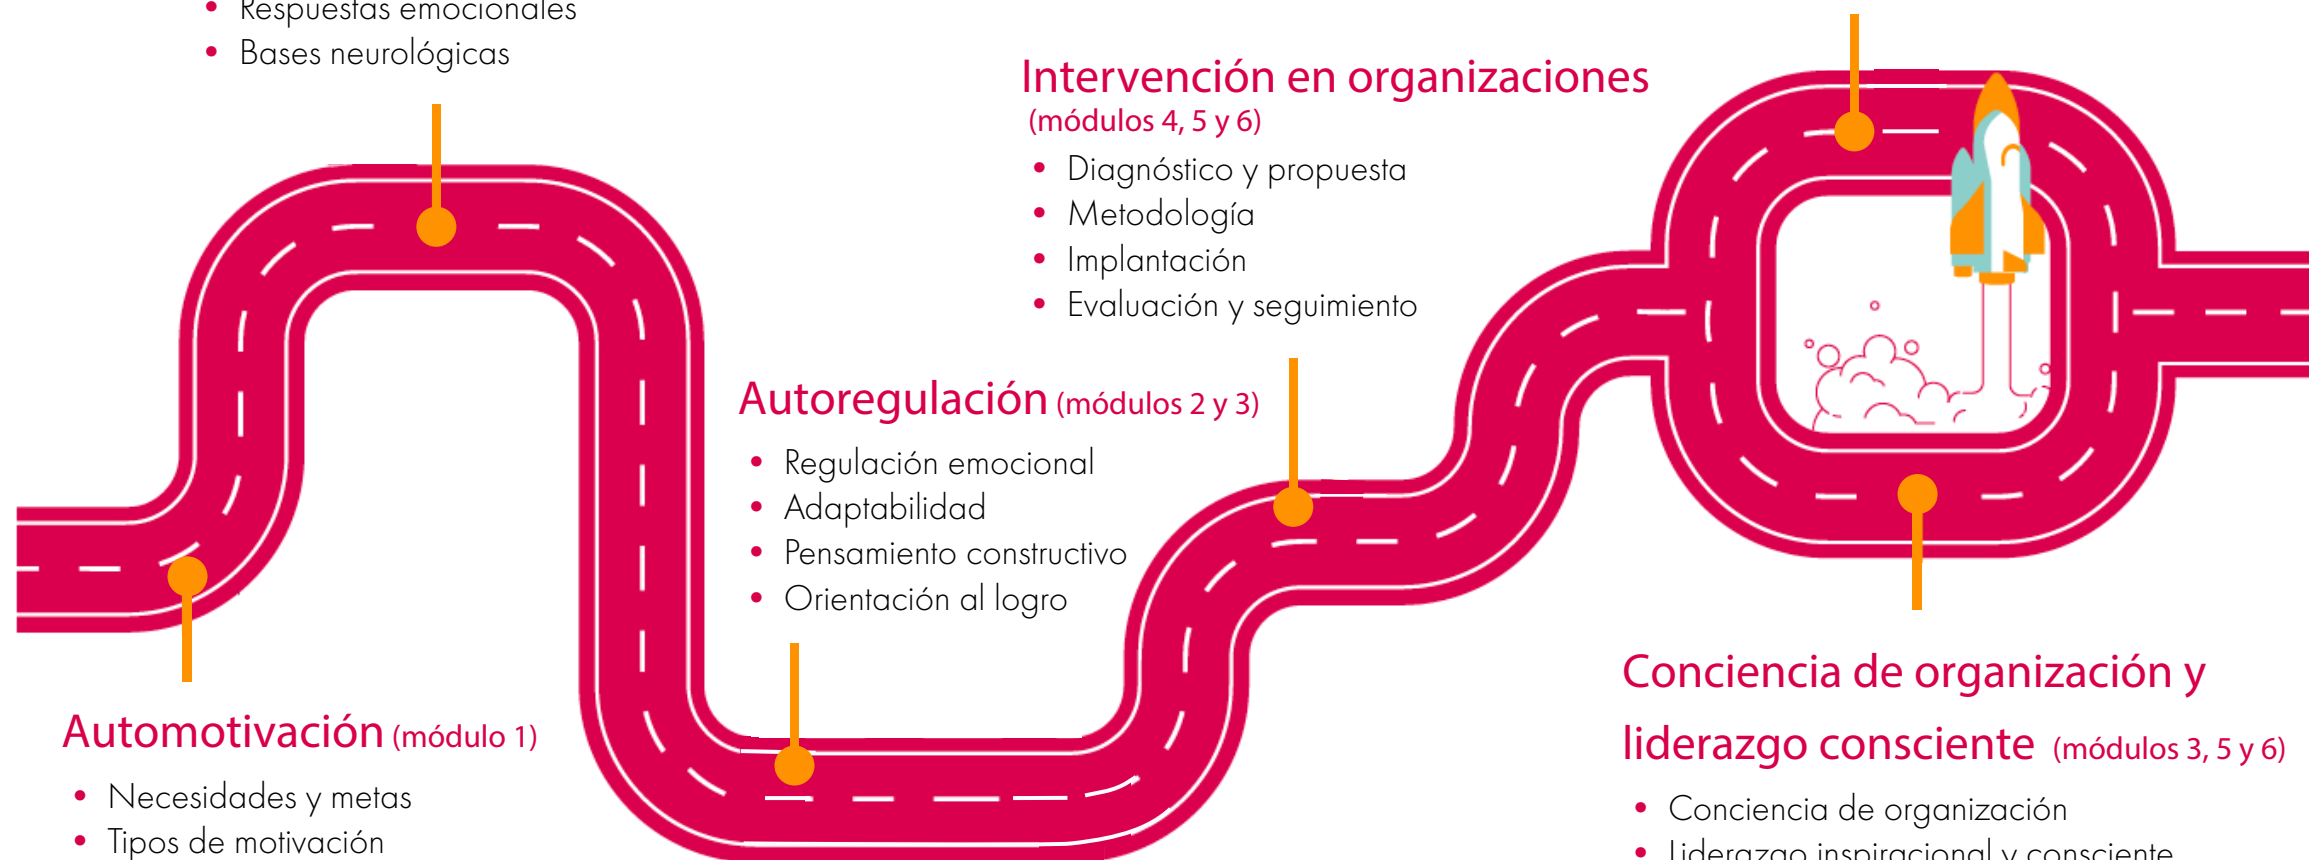 • Respuestas emocionales
• Bases neurológicas
Intervención en organizaciones
(módulos 4, 5 y 6)
• Diagnóstico y propuesta
• Metodología
• Implantación
• Evaluación y seguimiento
Autoregulación (módulos 2 y 3)
• Regulación emocional
• Adaptabilidad
• Pensamiento constructivo
• Orientación al logro
Automotivación (módulo 1)
• Necesidades y metas
• Tipos de motivación
Conciencia de organización y
liderazgo consciente (módulos 3, 5 y 6)
• Conciencia de organización
• Liderazgo inspiracional y consciente